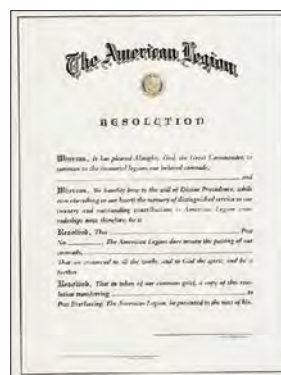 The American Legion
RESOLUTION
Whereas, It has pleased Almighty God, the Great Commander, to
summon to the immortal legions our beloved comrade,
and
Whereas, We humbly bow to the will of Divine Providence, while
ever cherishing in our hearts the memory of distinguished service to our
country and outstanding contributions to American Legion com-
radeships now, therefore, be it
Resolved, That Post
No. , The American Legion does mourn the passing of our
comrade,
That we commend to all the and to God the spirit; and be it
further
Resolved, That in token of our common grief, a copy of this reso-
lution transferring to
Post Everlasting, The American Legion, be presented to the next of kin.